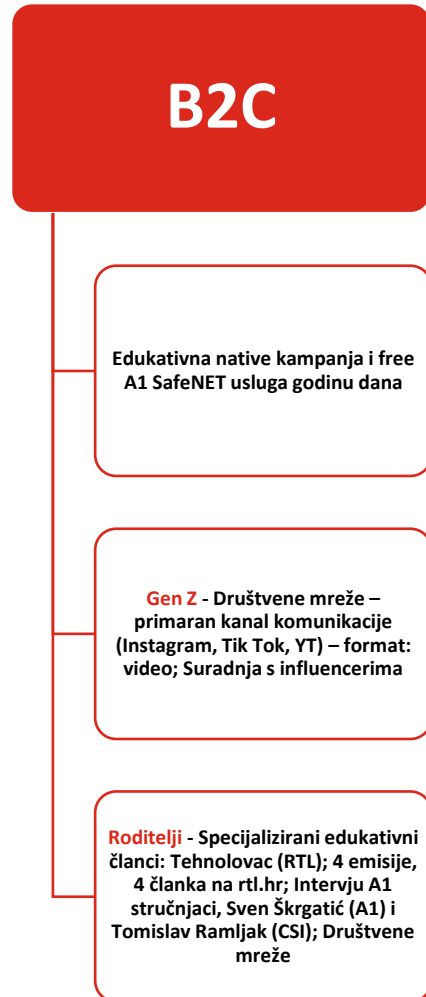 B2C
Edukativna native kampanja i free
A1 SafeNET usluga godinu dana
Gen Z - Društvene mreže –
primaran kanal komunikacije
(Instagram, Tik Tok, YT) – format:
video; Suradnja s influencerima
Roditelji - Specijalizirani edukativni
članci: Tehnolovac (RTL); 4 emisije,
4 članka na rtl.hr; Intervju A1
stručnjaci, Sven Škrgatić (A1) i
Tomislav Ramljak (CSI); Društvene
mreže